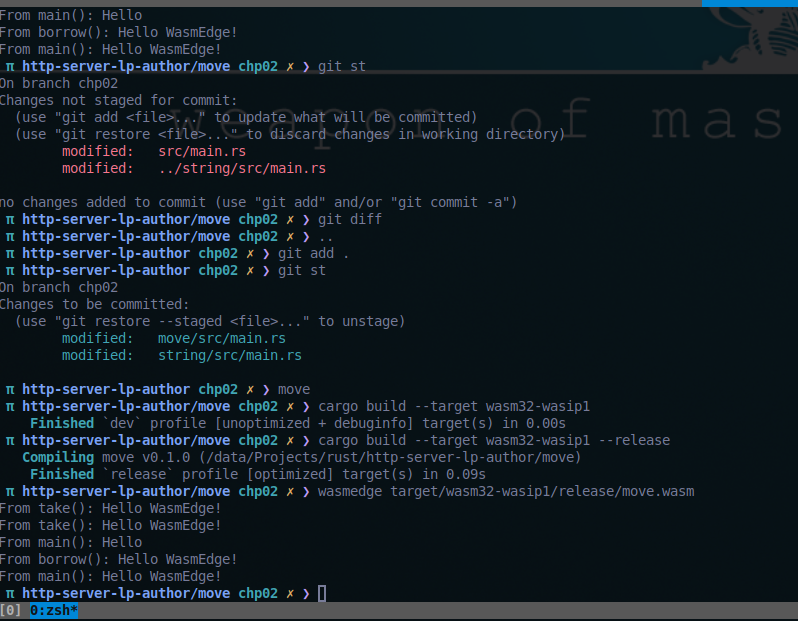 From main(): Hello
From borrow(): Hello WasmEdge!
From main(): Hello WasmEdge!
π http-server-lp-author/move chp02 ✗ ❯ git st
On branch chp02
Changes not staged for commit:
  (use "git add <file>..." to update what will be committed)
  (use "git restore <file>..." to discard changes in working directory)
        modified:   src/main.rs
        modified:   ../string/src/main.rs
weapon of mas
no changes added to commit (use "git add" and/or "git commit -a")
π http-server-lp-author/move chp02 ✗ ❯ git diff
π http-server-lp-author/move chp02 ✗ ❯ ..
π http-server-lp-author chp02 ✗ ❯ git add .
π http-server-lp-author chp02 ✗ ❯ git st
On branch chp02
Changes to be committed:
  (use "git restore --staged <file>..." to unstage)
        modified:   move/src/main.rs
        modified:   string/src/main.rs
π http-server-lp-author chp02 ✗ ❯ move
π http-server-lp-author/move chp02 ✗ ❯ cargo build --target wasm32-wasip1
    Finished `dev` profile [unoptimized + debuginfo] target(s) in 0.00s
π http-server-lp-author/move chp02 ✗ ❯ cargo build --target wasm32-wasip1 --release
   Compiling move v0.1.0 (/data/Projects/rust/http-server-lp-author/move)
    Finished `release` profile [optimized] target(s) in 0.09s
π http-server-lp-author/move chp02 ✗ ❯ wasmedge target/wasm32-wasip1/release/move.wasm
From take(): Hello WasmEdge!
From take(): Hello WasmEdge!
From main(): Hello
From borrow(): Hello WasmEdge!
From main(): Hello WasmEdge!
π http-server-lp-author/move chp02 ✗ ❯
[0] 0:zsh*